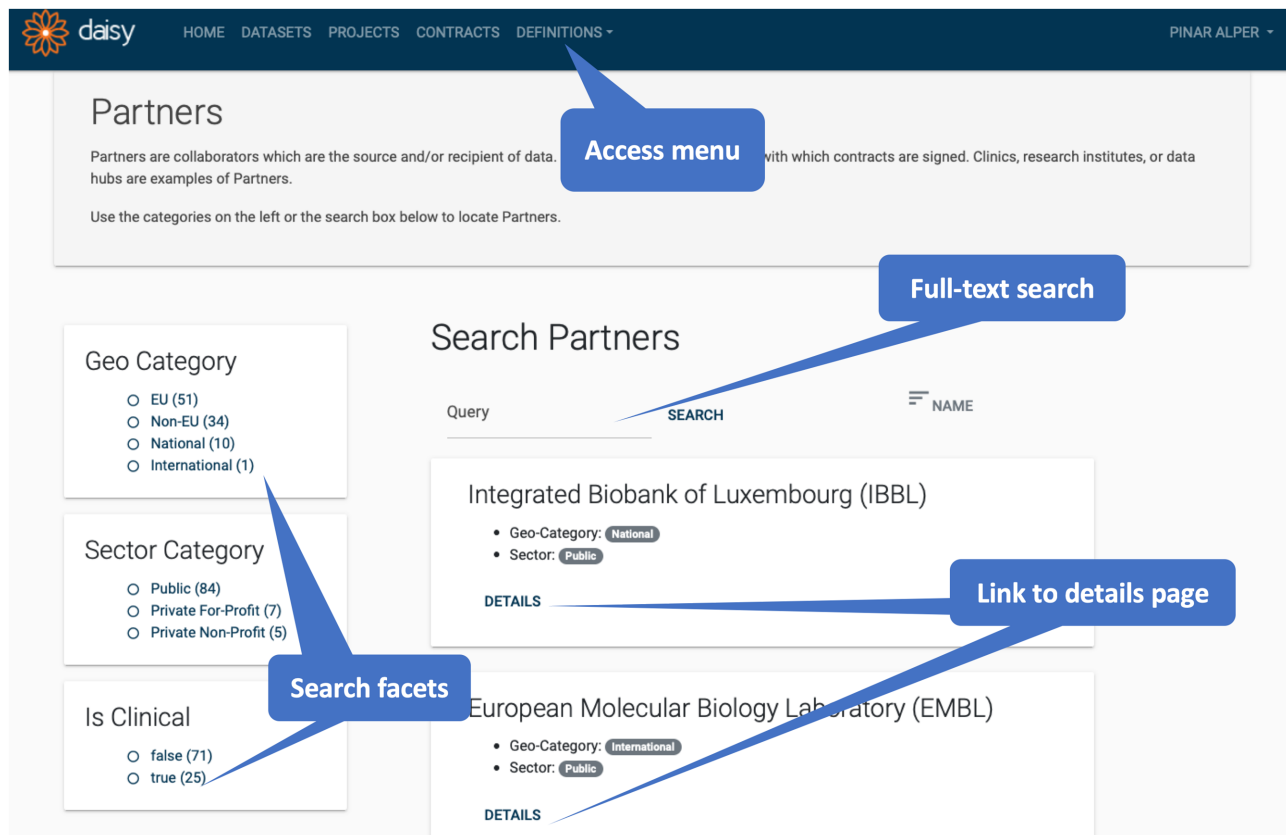 daisy HOME DATASETS PROJECTS CONTRACTS DEFINITIONS PINAR ALPER
Partners
Access menu
Partners are collaborators which are the source and/or recipient of data. with which contracts are signed. Clinics, research institutes, or data
hubs are examples of Partners.
Use the categories on the left or the search box below to locate Partners.
Full-text search
Search Partners
Query SEARCH NAME
Geo Category
EU (51)
Non-EU (34)
National (10)
International (1)
Sector Category
Public (84)
Private For-Profit (7)
Private Non-Profit (5)
Search facets
Is Clinical
false (71)
true (25)
Integrated Biobank of Luxembourg (IBBL)
Geo-Category: National
Sector: Public
DETAILS
Link to details page
European Molecular Biology Laboratory (EMBL)
Geo-Category: International
Sector: Public
DETAILS